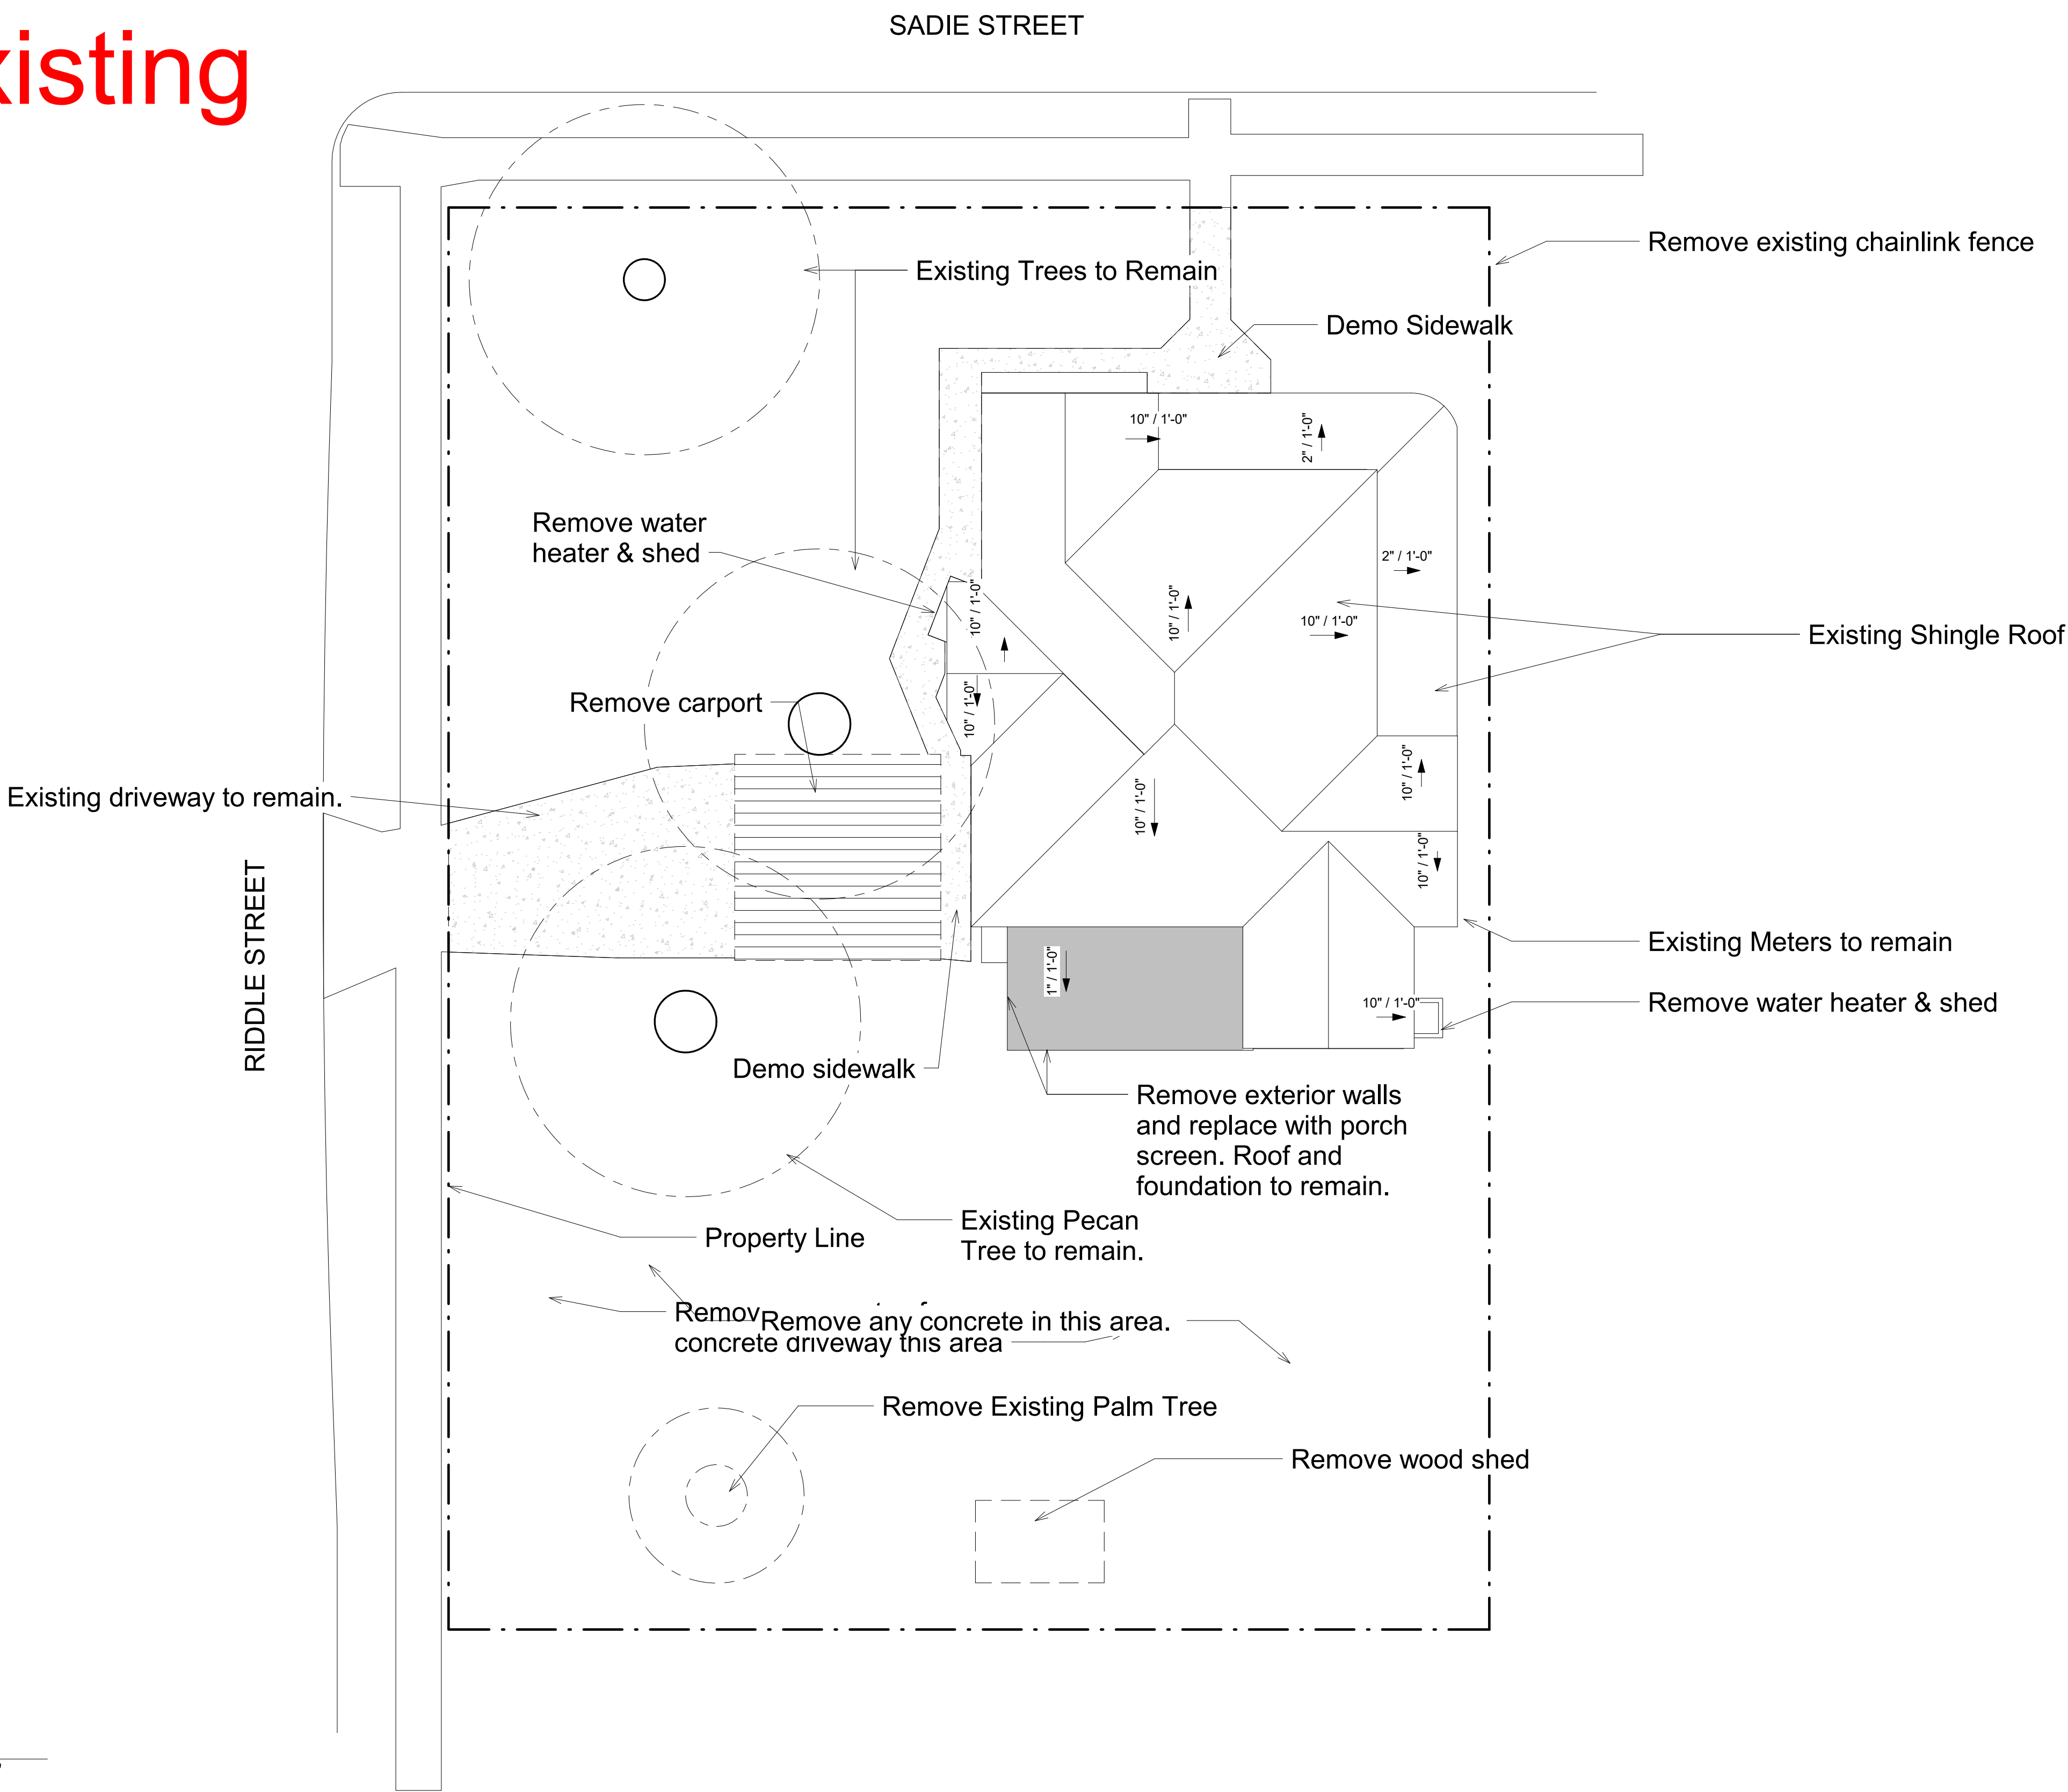 SADIE STREET
xisting
Remove existing chainlink fence
Existing Trees to Remain
Demo Sidewalk
10" / 1'-0"
2" / 1'-0"
Remove water
heater & shed
2" / 1'-0"
10" / 1'-0"
10" / 1'-0"
10" / 1'-0"
Existing Shingle Roof
Remove carport
10" / 1'-0"
10" / 1'-0"
10" / 1'-0"
Existing driveway to remain.
10" / 1'-0"
RIDDLE STREET
Existing Meters to remain
1" / 1'-0"
10" / 1'-0"
Remove water heater & shed
Demo sidewalk
Remove exterior walls
and replace with porch
screen. Roof and
foundation to remain.
Existing Pecan
Tree to remain.
Property Line
Remov
Remove any concrete in this area.
concrete driveway this area
Remove Existing Palm Tree
Remove wood shed